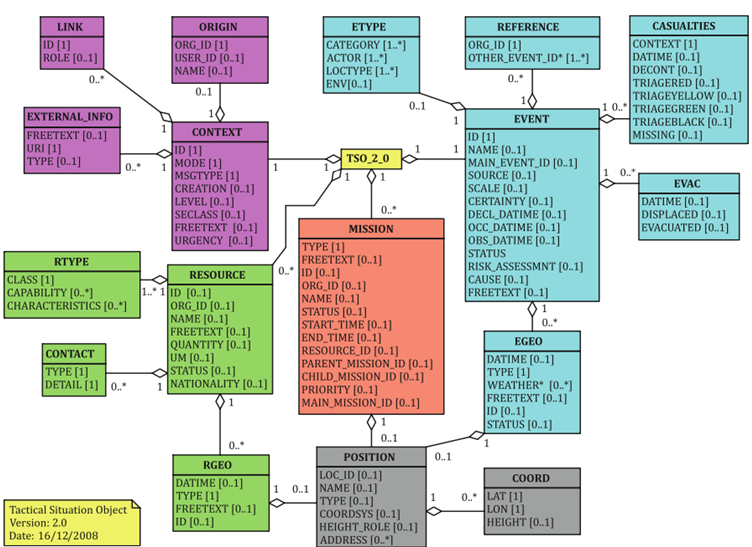 LINK
ID [1]
ROLE [0..1]
0..*
1
ORIGIN
ORG_ID [1]
USER_ID [0..1]
NAME [0..1]
0..1
1
EXTERNAL_INFO
FREETEXT [0..1]
URI [1]
TYPE [0..1]
0..*
1
CONTEXT
ID [1]
MODE [1]
MSGTYPE [1]
CREATION [0..1]
LEVEL [0..1]
SECLASS [0..1]
FREETEXT [0..1]
URGENCY [0..1]
1
1
TSO_2_0
1
1
1
1
0..*
0..*
ETYPE
CATEGORY [1..*]
ACTOR [1..*]
LOCTYPE [1..*]
ENV[0..1]
0..1
1
REFERENCE
ORG_ID [1]
OTHER_EVENT_ID* [1..*]
0..*
1
CASUALTIES
CONTEXT [1]
DATIME [0..1]
DECONT [0..1]
TRIAGERED [0..1]
TRIAGEYELLOW [0..1]
TRIAGEGREEN [0..1]
TRIAGEBLACK [0..1]
MISSING [0..1]
1
0..*
EVENT
ID [1]
NAME [0..1]
MAIN_EVENT_ID [0..1]
SOURCE [0..1]
SCALE [0..1]
CERTAINTY [0..1]
DECL_DATIME [0..1]
OCC_DATIME [0..1]
OBS_DATIME [0..1]
STATUS
RISK_ASSESSMNT [0..1]
CAUSE [0..1]
FREETEXT [0..1]
1
0..*
EVAC
DATIME [0..1]
DISPLACED [0..1]
EVACUATED [0..1]
1
0..*
MISSION
TYPE [1]
FREETEXT [0..1]
ID [0..1]
ORG_ID [0..1]
NAME [0..1]
STATUS [0..1]
START_TIME [0..1]
END_TIME [0..1]
RESOURCE_ID [0..1]
PARENT_MISSION_ID [0..1]
CHILD_MISSION_ID [0..1]
PRIORITY [0..1]
MAIN_MISSION_ID [0..1]
1
0..1
RTYPE
CLASS [1]
CAPABILITY [0..*]
CHARACTERISTICS [0..*]
1..*
1
RESOURCE
ID [0..1]
ORG_ID [0..1]
NAME [0..1]
FREETEXT [0..1]
QUANTITY [0..1]
UM [0..1]
STATUS [0..1]
NATIONALITY [0..1]
1
0..*
CONTACT
TYPE [1]
DETAIL [1]
0..*
1
EGEO
DATIME [0..1]
TYPE [1]
WEATHER* [0..*]
FREETEXT [0..1]
ID [0..1]
STATUS [0..1]
1
0..1
RGEO
DATIME [0..1]
TYPE [1]
FREETEXT [0..1]
ID [0..1]
1
0..1
POSITION
LOC_ID [0..1]
NAME [0..1]
TYPE [0..1]
COORDSYS [0..1]
HEIGHT_ROLE [0..1]
ADDRESS [0..*]
1
0..*
COORD
LAT [1]
LON [1]
HEIGHT [0..1]
Tactical Situation Object
Version: 2.0
Date: 16/12/2008